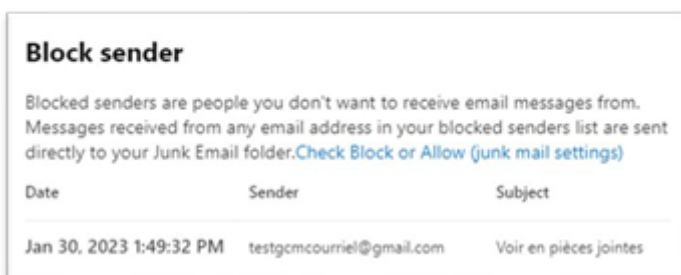 Block sender
Blocked senders are people you don't want to receive email messages from.
Messages received from any email address in your blocked senders list are sent
directly to your Junk Email folder.Check Block or Allow (junk mail settings)
Date Sender Subject
Jan 30, 2023 1:49:32 PM testgcmcourriel@gmail.com Voir en pièces jointes